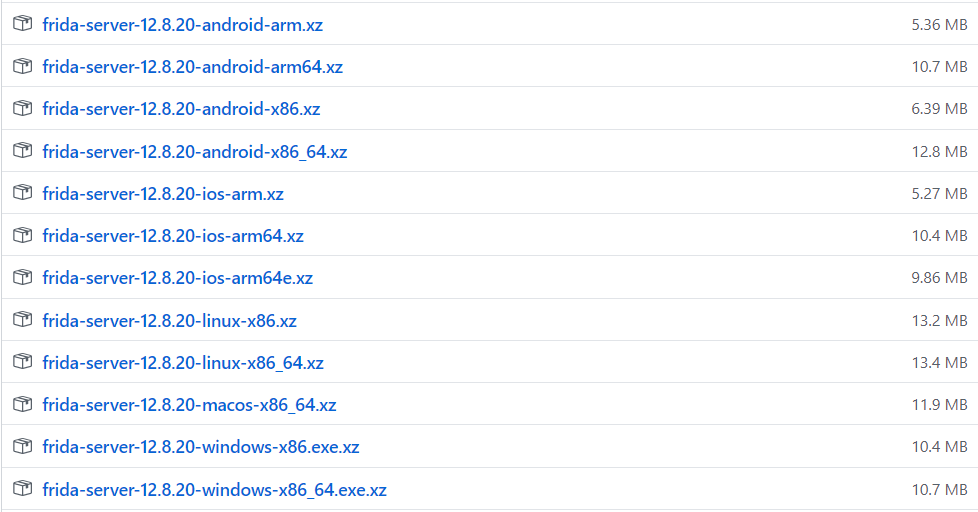 frida-server-12.8.20-android-arm.xz 5.36 MB
frida-server-12.8.20-android-arm64.xz 10.7 MB
frida-server-12.8.20-android-x86.xz 6.39 MB
frida-server-12.8.20-android-x86_64.xz 12.8 MB
frida-server-12.8.20-ios-arm.xz 5.27 MB
frida-server-12.8.20-ios-arm64.xz 10.4 MB
frida-server-12.8.20-ios-arm64e.xz 9.86 MB
frida-server-12.8.20-linux-x86.xz 13.2 MB
frida-server-12.8.20-linux-x86_64.xz 13.4 MB
frida-server-12.8.20-macos-x86_64.xz 11.9 MB
frida-server-12.8.20-windows-x86.exe.xz 10.4 MB
frida-server-12.8.20-windows-x86_64.exe.xz 10.7 MB